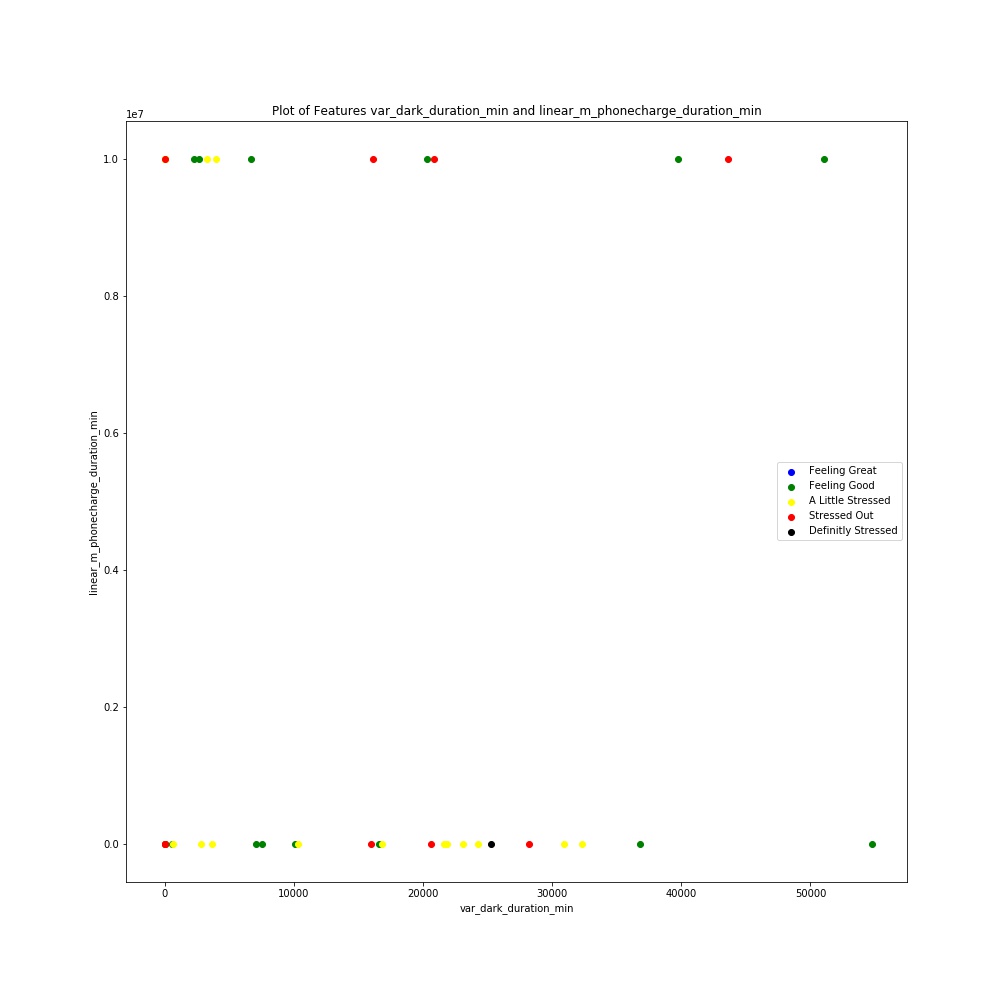 Plot of Features var_dark_duration_min and linear_m_phonecharge_duration_min
1e7
1.0
0.8
0.6
0.4
0.2
0.0
linear_m_phonecharge_duration_min
Feeling Great
Feeling Good
A Little Stressed
Stressed Out
Definitly Stressed
0 10000 20000 30000 40000 50000
var_dark_duration_min